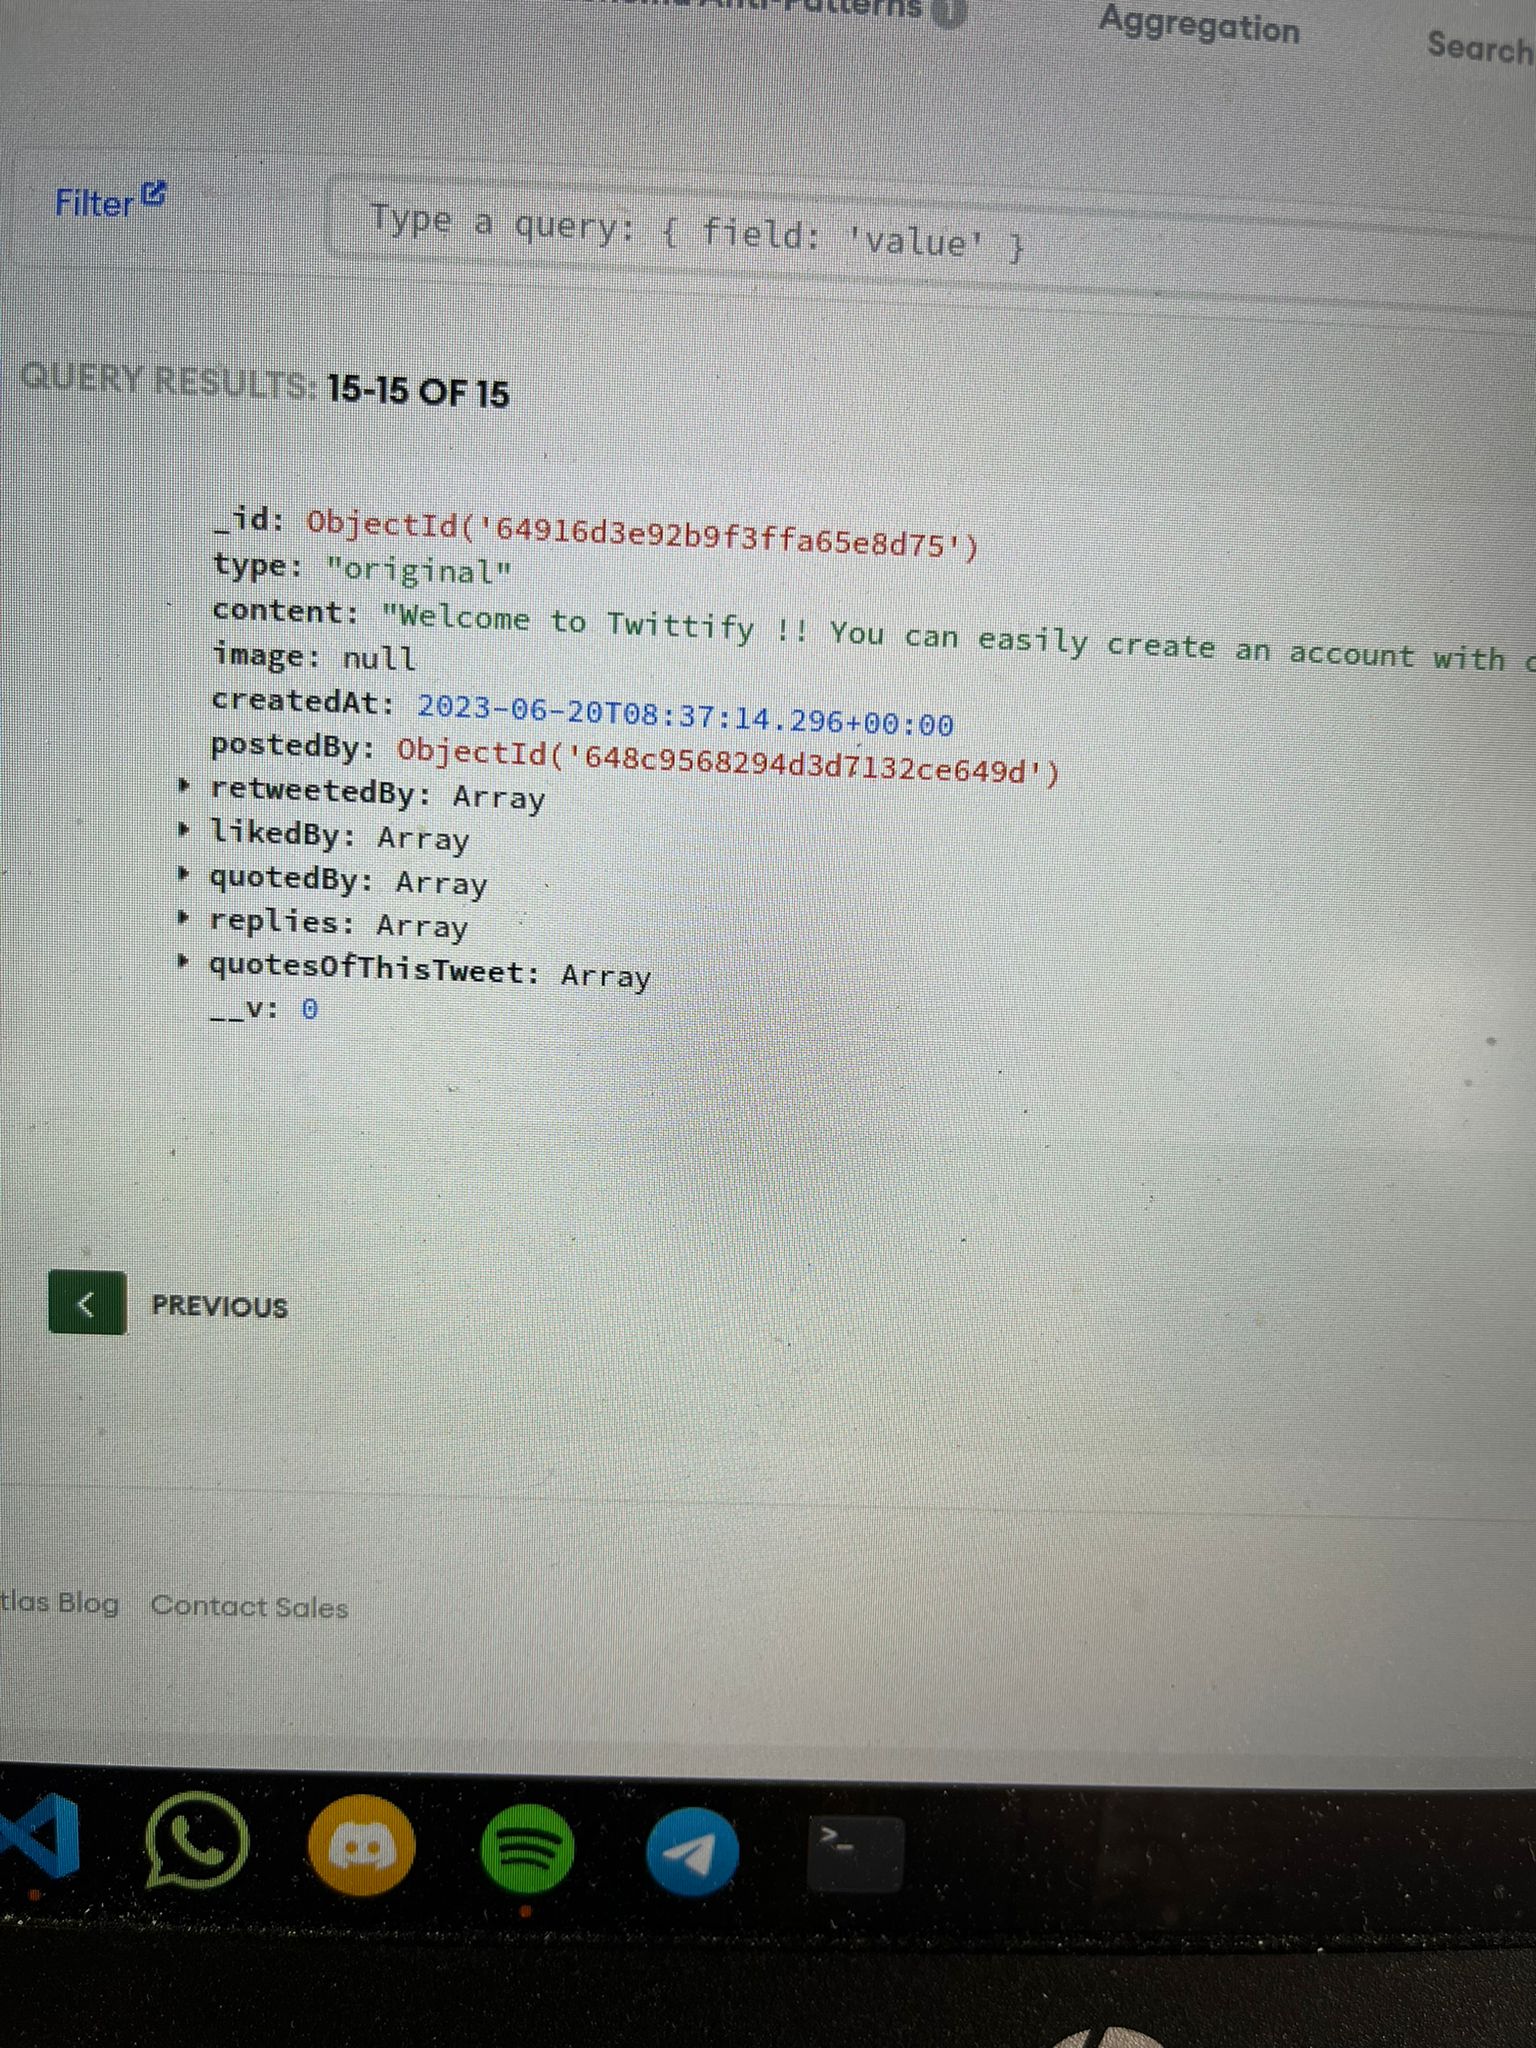 Anti-Patterns
Aggregation
Search
Filter
Type a query: { field: 'value' }
QUERY RESULTS: 15-15 OF 15
_id: ObjectId('64916d3e92b9f3ffa65e8d75')
type: "original"
content: "Welcome to Twittify !! You can easily create an account with
image: null
createdAt: 2023-06-20T08:37:14.296+00:00
postedBy: ObjectId('648c9568294d3d7132ce649d')
retweetedBy: Array
likedBy: Array
quotedBy: Array
replies: Array
quotesOfThisTweet: Array
__v: 0
PREVIOUS
tlas Blog
Contact Sales